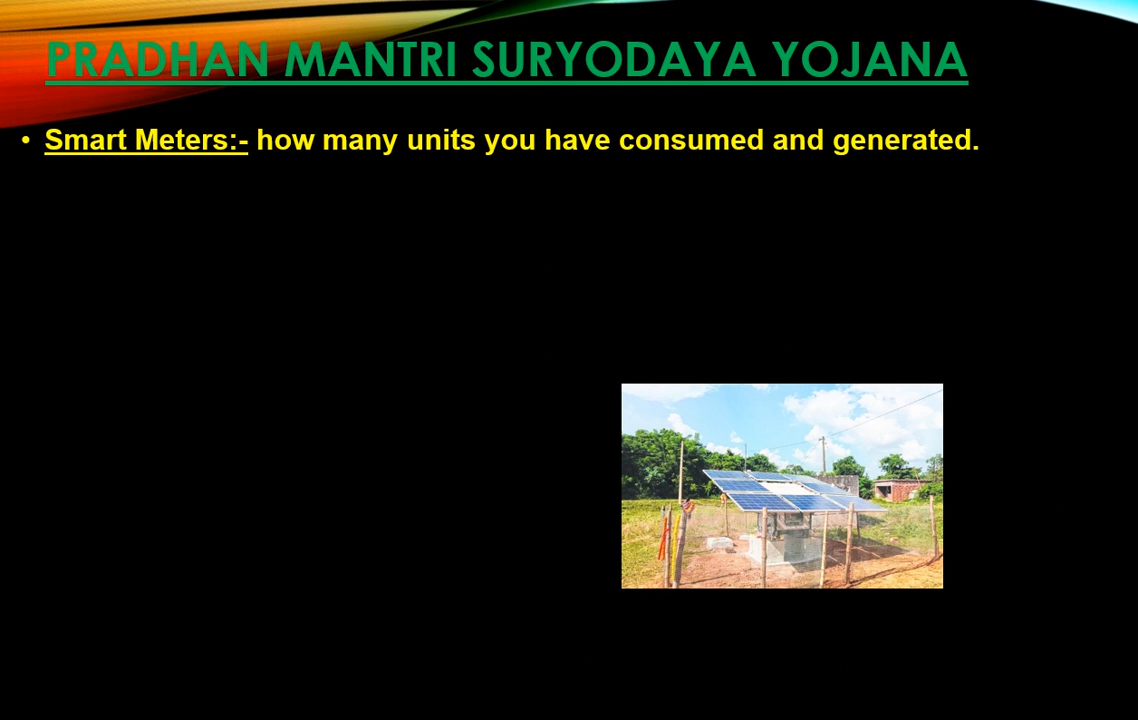 PRADHAN MANTRI SURYODAYA YOJANA
• Smart Meters:- how many units you have consumed and generated.